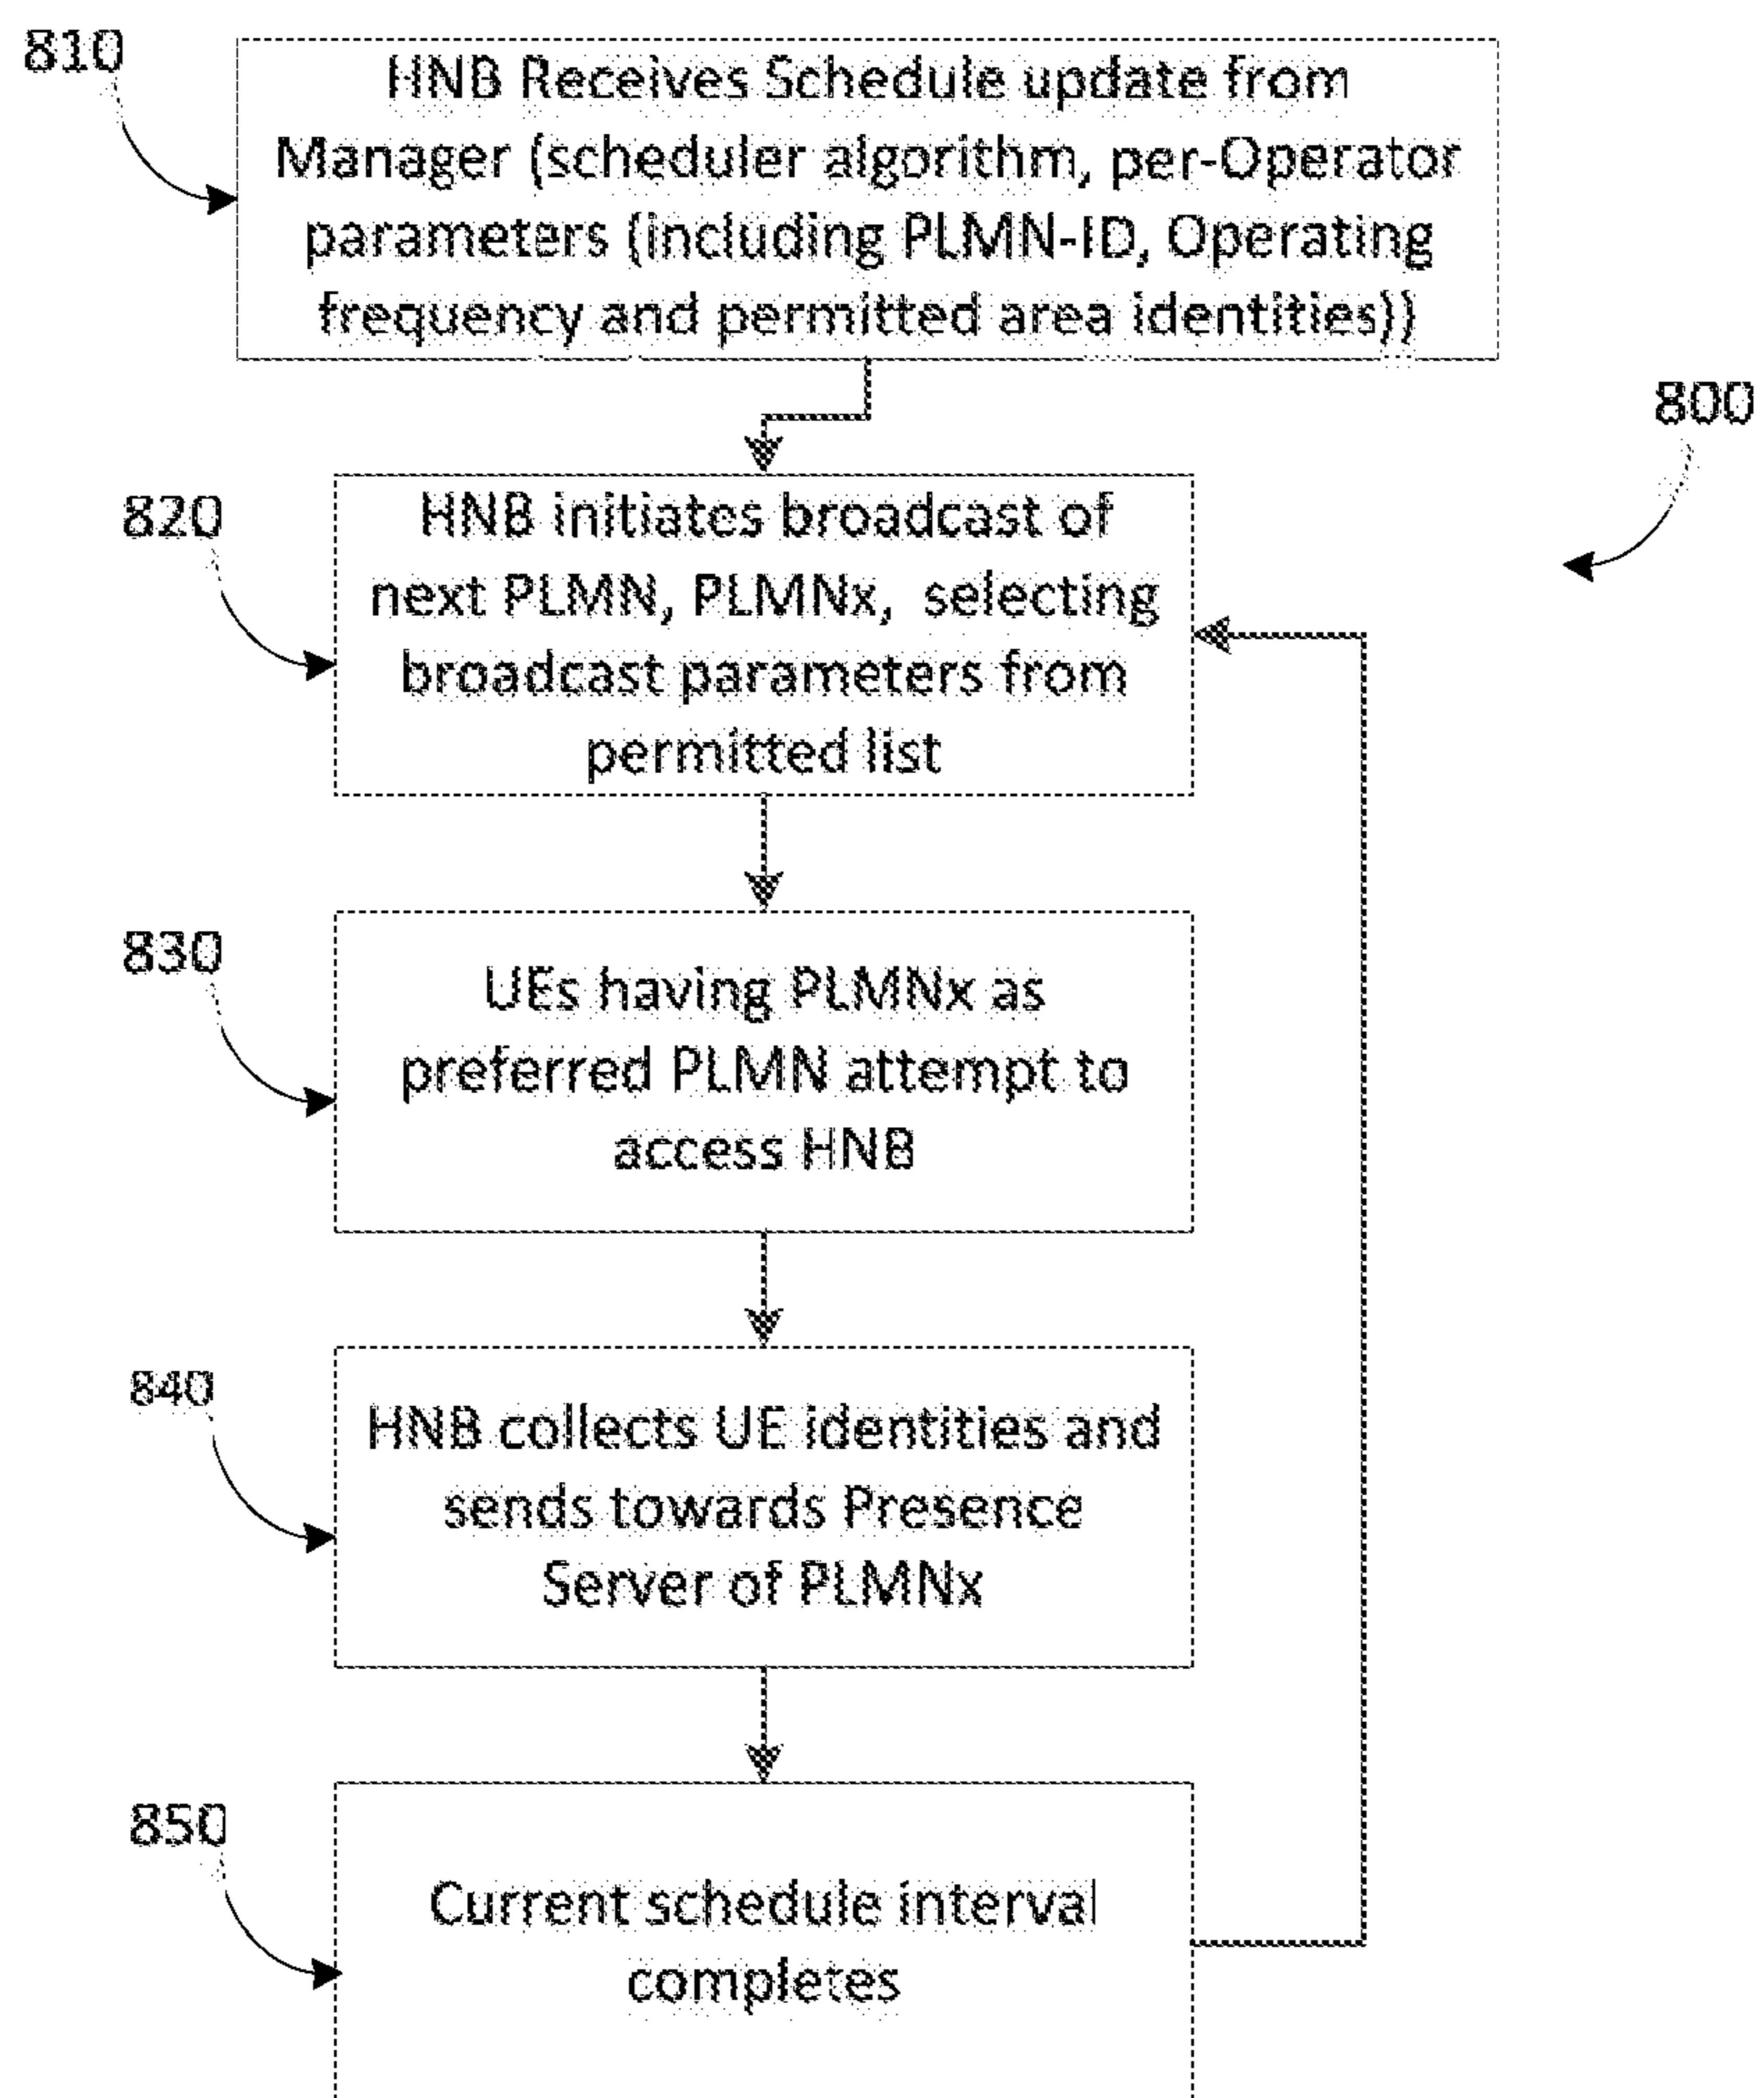 810
HNB Receives Schedule update from
Manager (scheduler algorithm, per-Operator
parameters (including PLMN-ID, Operating
frequency and permitted area identities))
800
820
HNB initiates broadcast of
next PLMN, PLMNx, selecting
broadcast parameters from
permitted list
830
UEs having PLMNx as
preferred PLMN attempt to
access HNB
840
HNB collects UE identities and
sends towards Presence
Server of PLMNx
850
Current schedule interval
completes